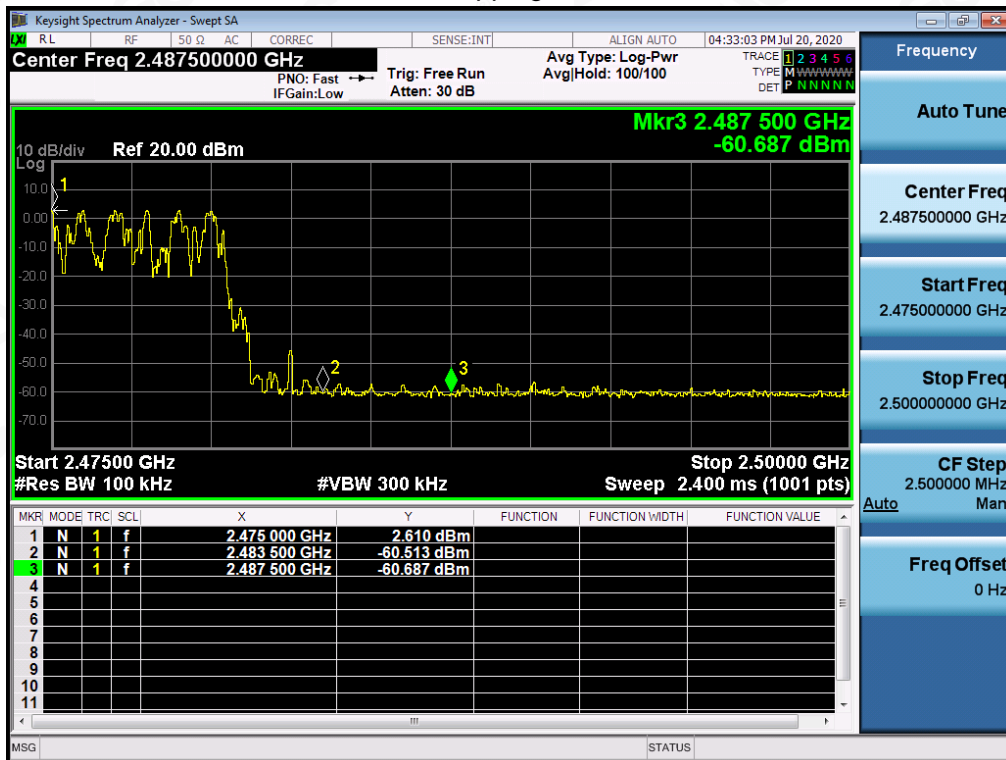 Keysight Spectrum Analyzer - Swept SA
LXI RL RF 50 Ω AC CORREC SENSE:INT ALIGN AUTO 04:33:03 PM Jul 20, 2020
Center Freq 2.487500000 GHz
PNO: Fast
IFGain:Low
Trig: Free Run
Atten: 30 dB
Avg Type: Log-Pwr
Avg|Hold: 100/100
TRACE 1 2 3 4 5 6
TYPE M WWWWW
DET P N N N N N
Mkr3 2.487 500 GHz
-60.687 dBm
10 dB/div Ref 20.00 dBm
Log
10.0
0.00
-10.0
-20.0
-30.0
-40.0
-50.0
-60.0
-70.0
1
2
3
Start 2.47500 GHz Stop 2.50000 GHz
#Res BW 100 kHz #VBW 300 kHz Sweep 2.400 ms (1001 pts)
MKR MODE TRC SCL X Y FUNCTION FUNCTION WIDTH FUNCTION VALUE
1 N 1 f 2.475 000 GHz 2.610 dBm
2 N 1 f 2.483 500 GHz -60.513 dBm
3 N 1 f 2.487 500 GHz -60.687 dBm
4
5
6
7
8
9
10
11
MSG STATUS
Frequency
Auto Tune
Center Freq
2.487500000 GHz
Start Freq
2.475000000 GHz
Stop Freq
2.500000000 GHz
CF Step
2.500000 MHz
Auto Man
Freq Offset
0 Hz